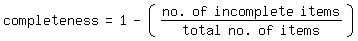 completeness = 1 - ( no. of incomplete items / total no. of items )